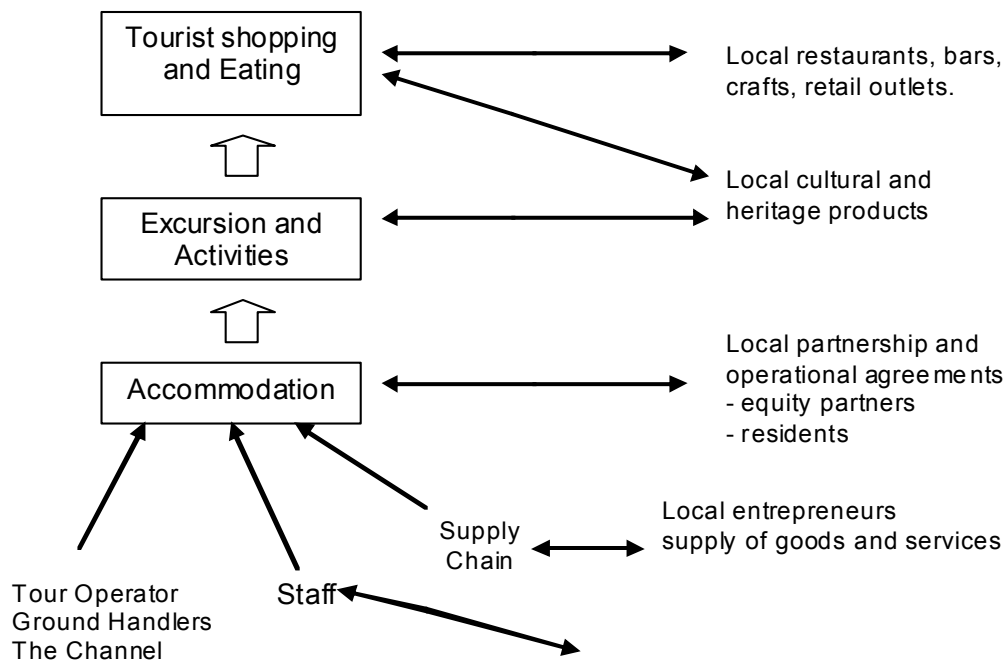 Tourist shopping
and Eating
Local restaurants, bars,
crafts, retail outlets.
Local cultural and
heritage products
Excursion and
Activities
Local partnership and
operational agreements
- equity partners
- residents
Accommodation
Local entrepreneurs
supply of goods and services
Supply
Chain
Staff
Tour Operator
Ground Handlers
The Channel